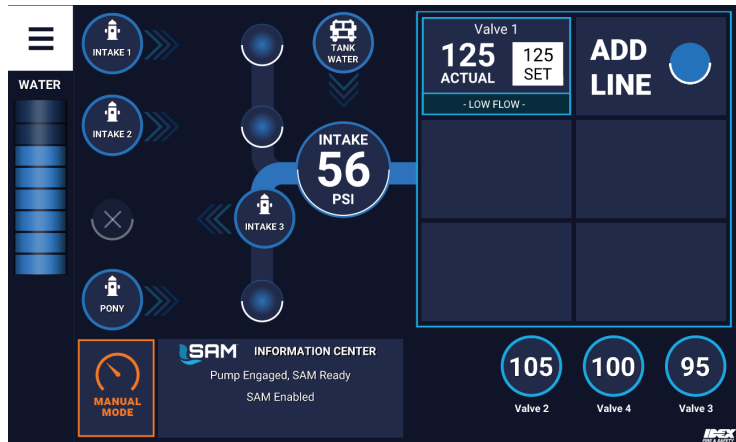 WATER
INTAKE 1
INTAKE 2
INTAKE 3
PONY
TANK
WATER
INTAKE
56
PSI
Valve 1
125
ACTUAL
125
SET
- LOW FLOW -
ADD
LINE
MANUAL
MODE
SAM INFORMATION CENTER
Pump Engaged, SAM Ready
SAM Enabled
105
Valve 2
100
Valve 4
95
Valve 3
IDEX
FIRE & SAFETY